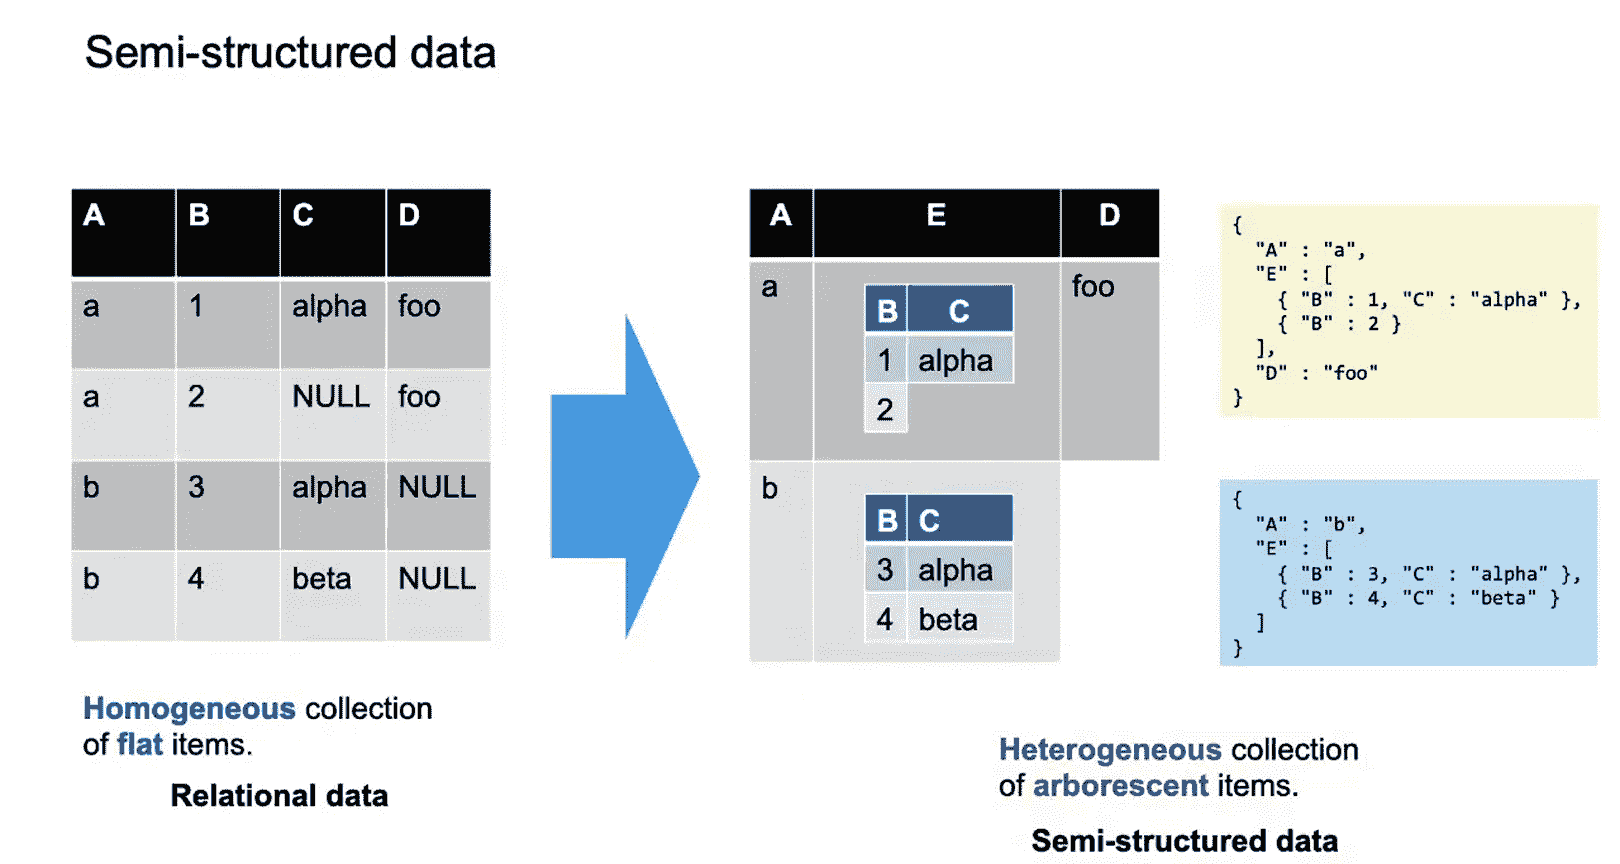 Semi-structured data
A B C D
a 1 alpha foo
a 2 NULL foo
b 3 alpha NULL
b 4 beta NULL
Homogeneous collection
of flat items.
Relational data
A E D
a foo
B C
1 alpha
2
b
B C
3 alpha
4 beta
{
"A" : "a",
"E" : [
{ "B" : 1, "C" : "alpha" },
{ "B" : 2 }
],
"D" : "foo"
}
{
"A" : "b",
"E" : [
{ "B" : 3, "C" : "alpha" },
{ "B" : 4, "C" : "beta" }
]
}
Heterogeneous collection
of arborescent items.
Semi-structured data